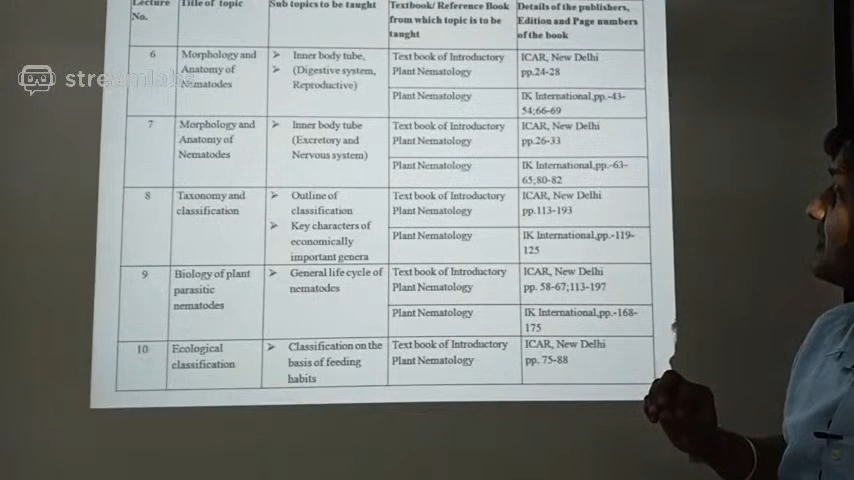 Lecture No.
Title of topic
Sub topics to be taught
Textbook/ Reference Book
from which topic is to be
taught
Details of the publishers,
Edition and Page numbers
of the book
6
Morphology and
Anatomy of
Nematodes
➢ Inner body tube,
➢ (Digestive system,
Reproductive)
Text book of Introductory
Plant Nematology
ICAR, New Delhi
pp.24-28
Plant Nematology
IK International,pp.-43-
54;66-69
7
Morphology and
Anatomy of
Nematodes
➢ Inner body tube
(Excretory and
Nervous system)
Text book of Introductory
Plant Nematology
ICAR, New Delhi
pp.26-33
Plant Nematology
IK International,pp.-63-
65;80-82
8
Taxonomy and
classification
➢ Outline of
classification
➢ Key characters of
economically
important genera
Text book of Introductory
Plant Nematology
ICAR, New Delhi
pp.113-193
Plant Nematology
IK International,pp.-119-
125
9
Biology of plant
parasitic
nematodes
➢ General life cycle of
nematodes
Text book of Introductory
Plant Nematology
ICAR, New Delhi
pp. 58-67;113-197
Plant Nematology
IK International,pp.-168-
175
10
Ecological
classification
➢ Classification on the
basis of feeding
habits
Text book of Introductory
Plant Nematology
ICAR, New Delhi
pp. 75-88
streamlabs